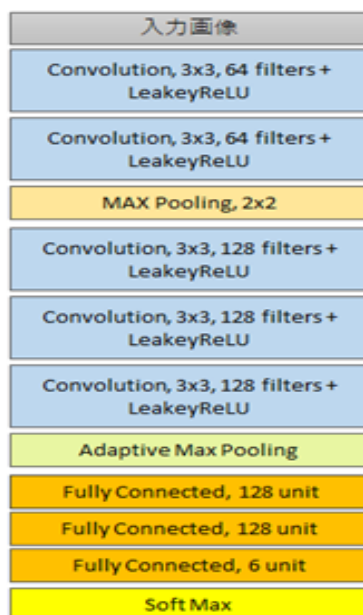 入力画像
Convolution, 3x3, 64 filters +
LeakeyReLU
Convolution, 3x3, 64 filters +
LeakeyReLU
MAX Pooling, 2x2
Convolution, 3x3, 128 filters +
LeakeyReLU
Convolution, 3x3, 128 filters +
LeakeyReLU
Convolution, 3x3, 128 filters +
LeakeyReLU
Adaptive Max Pooling
Fully Connected, 128 unit
Fully Connected, 128 unit
Fully Connected, 6 unit
Soft Max